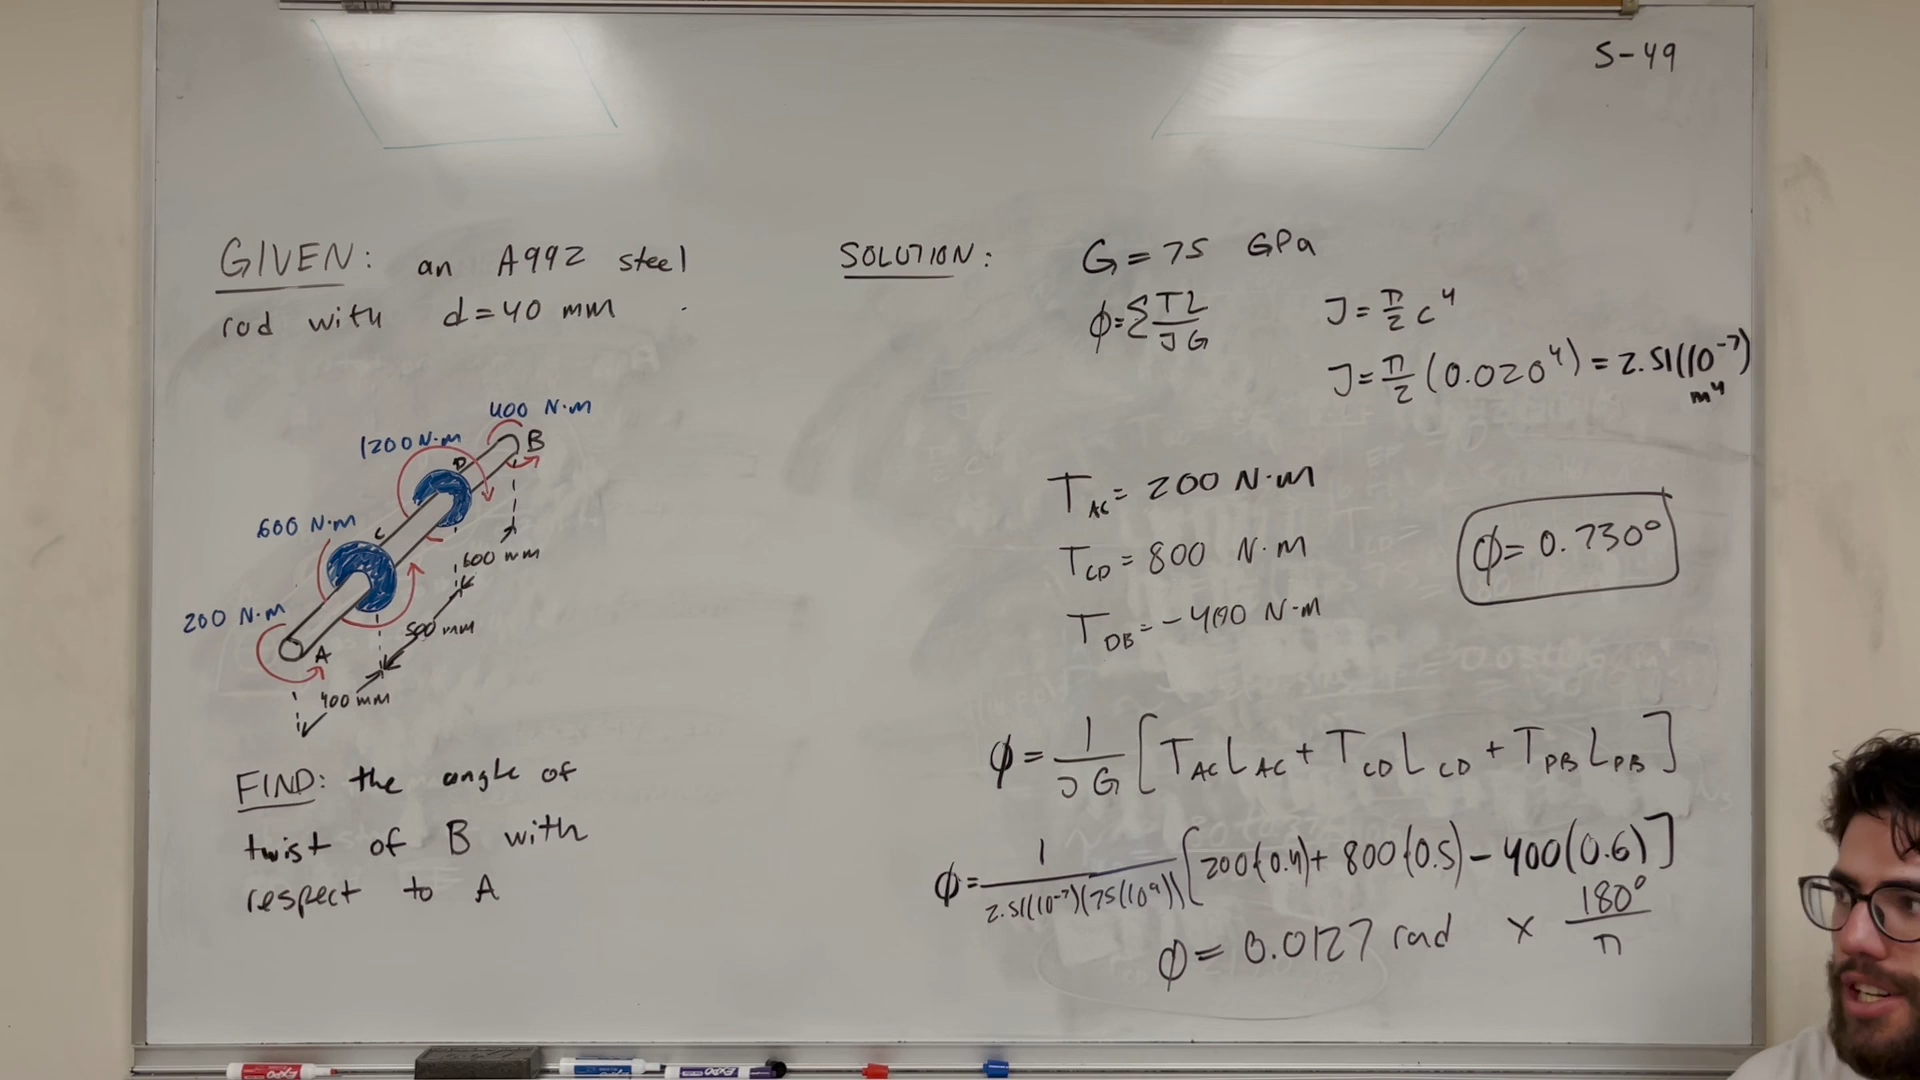 S-49
GIVEN: an A992 steel
rod with d=40 mm
400 N·m
1200 N·m
B
D
600 N·m
C
600 mm
200 N·m
500 mm
A
400 mm
FIND: the angle of
twist of B with
respect to A
SOLUTION: G = 75 GPa
ϕ=Σ TL/JG
J = π/2 c⁴
J = π/2 (0.020⁴) = 2.51(10⁻⁷) m⁴
T_AC = 200 N·m
T_CD = 800 N·m
T_DB = -400 N·m
ϕ = 0.730°
ϕ = 1/JG [T_AC L_AC + T_CD L_CD + T_DB L_DB]
ϕ = 1/2.51(10⁻⁷)(75(10⁹)) [200(0.4)+ 800(0.5) - 400(0.6)]
ϕ = 0.0127 rad × 180°/π
EXPO
EXPO
EXPO